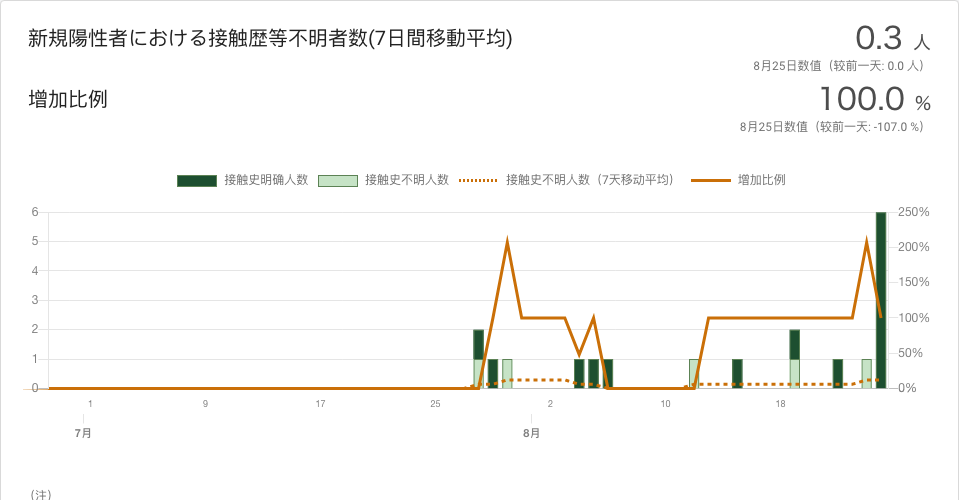 新規陽性者における接触歴等不明者数(7日間移動平均)
0.3 人
8月25日数值（较前一天: 0.0 人）
增加比例
100.0 %
8月25日数值（较前一天: -107.0 %）
接触史明确人数 接触史不明人数 接触史不明人数（7天移动平均） 增加比例
6 250%
5 200%
4 150%
3 100%
2 50%
1 0%
0
1 9 17 25 2 10 18
7月 8月
（注）